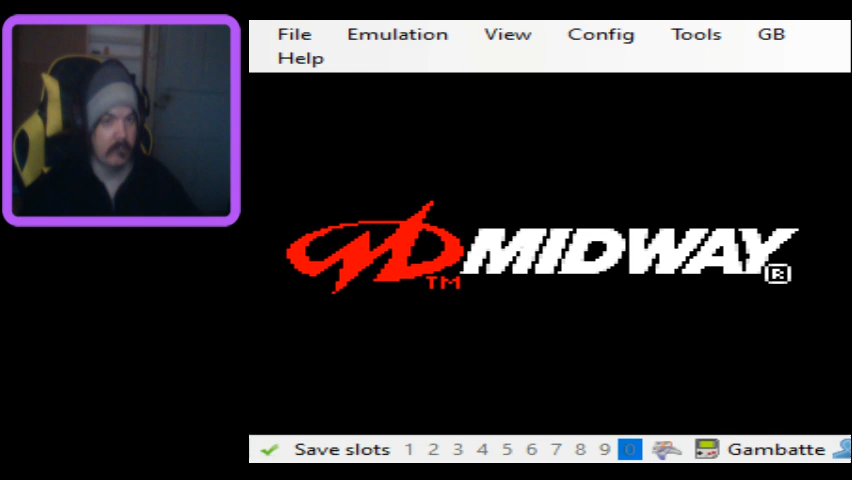 File Emulation View Config Tools GB
Help
MIDWAY®
TM
Save slots 1 2 3 4 5 6 7 8 9 0 Gambatte